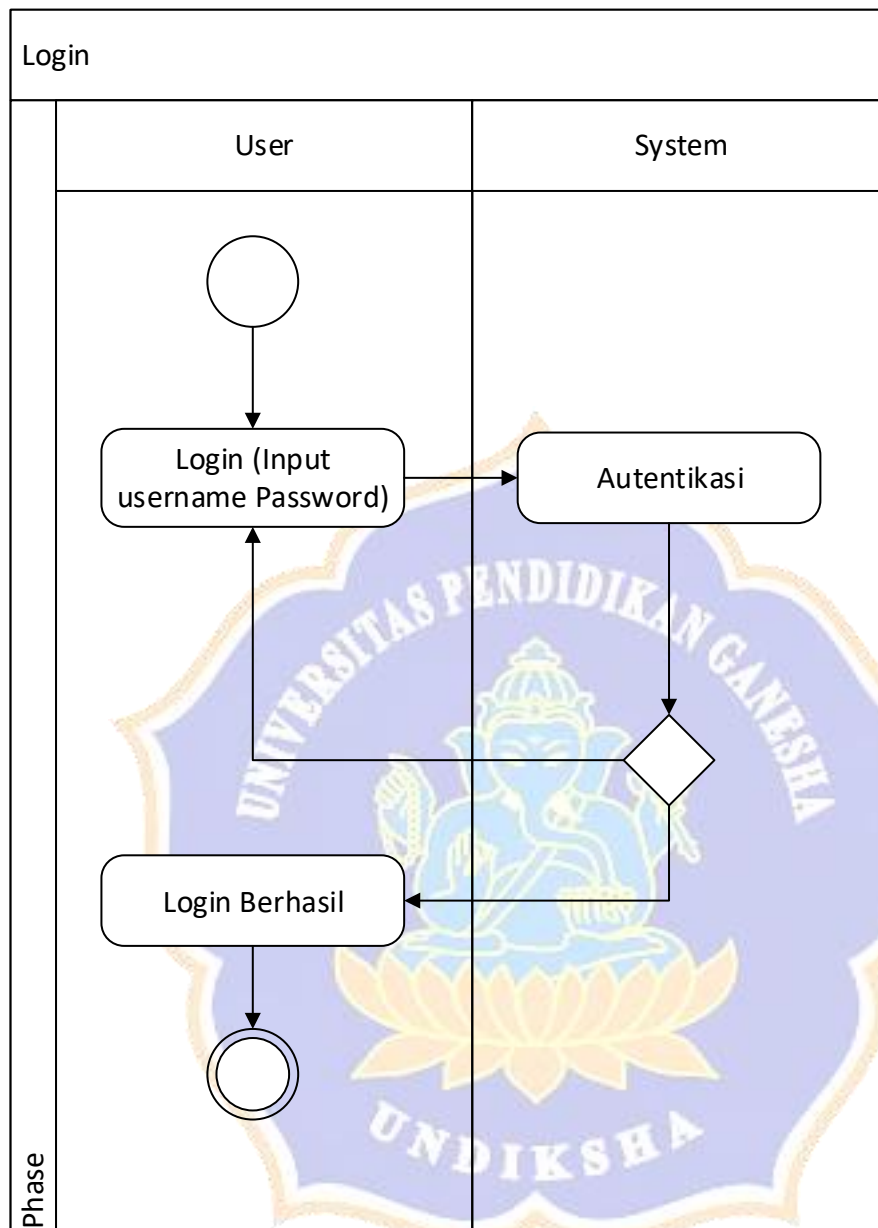 Login
User
System
Login (Input
username Password)
Autentikasi
UNIVERSITAS PENDIDIKAN GANESHA
Login Berhasil
UNDIKSHA
Phase